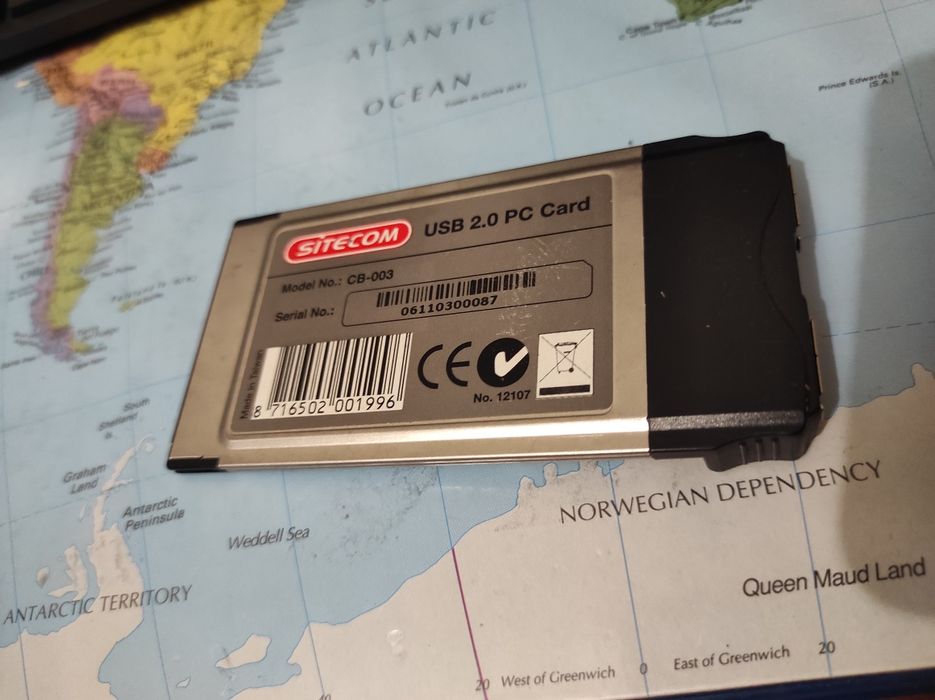 ATLANTIC
OCEAN
Prince Edwards Is.
(S.A.)
SITECOM
USB 2.0 PC Card
Model No.: CB-003
Serial No.:
06110300087
Made in Taiwan
8 716502 001996
CE
No. 12107
South
Shetland
Is.
Graham
Land
Antarctic
Peninsula
Weddell Sea
NORWEGIAN DEPENDENCY
Queen Maud Land
ANTARCTIC TERRITORY
20
West of Greenwich
0
East of Greenwich
20